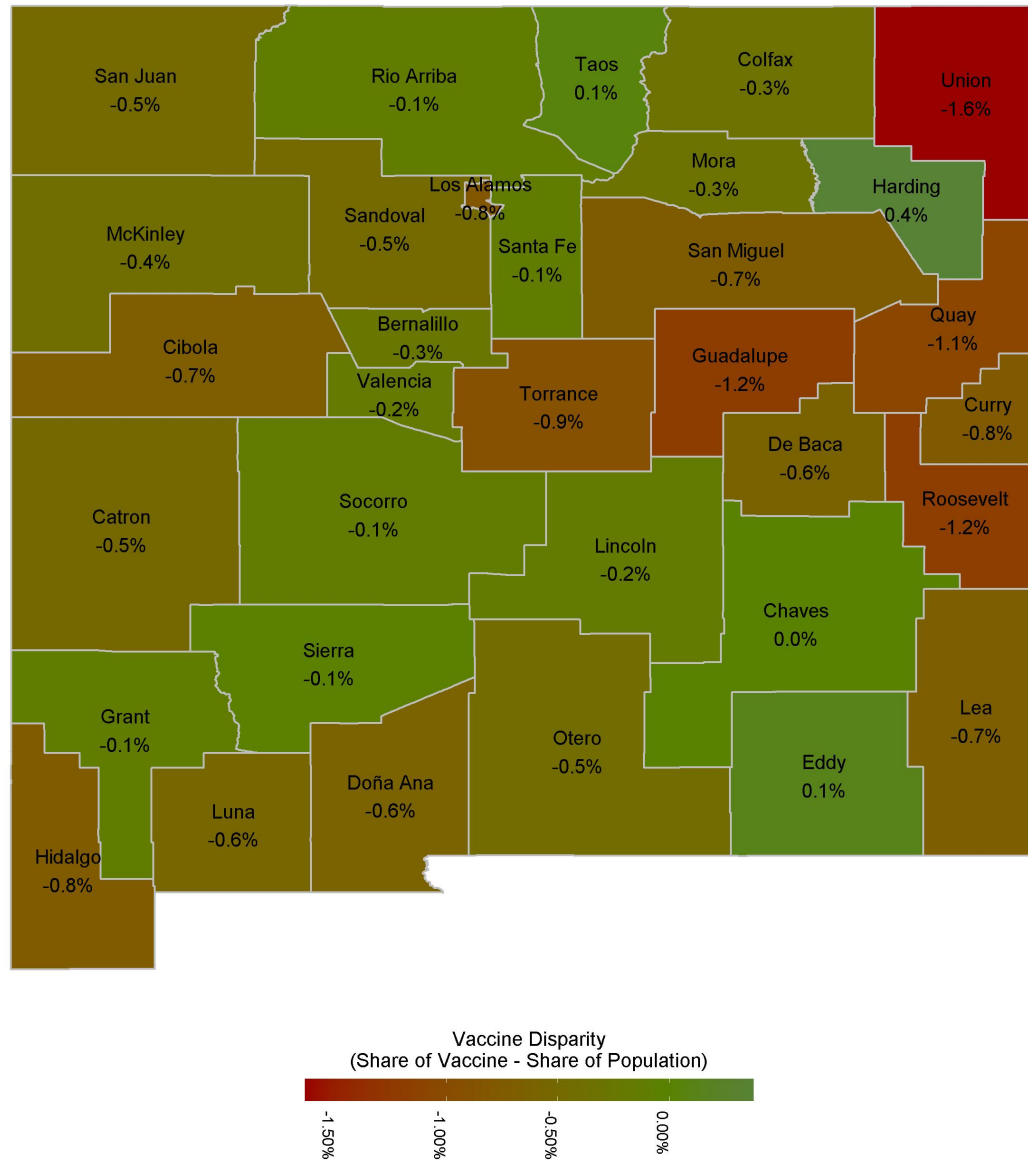 San Juan
-0.5%
Rio Arriba
-0.1%
Taos
0.1%
Colfax
-0.3%
Union
-1.6%
Mora
-0.3%
Harding
0.4%
Los Alamos
-0.8%
Sandoval
-0.5%
McKinley
-0.4%
Santa Fe
-0.1%
San Miguel
-0.7%
Quay
-1.1%
Bernalillo
-0.3%
Cibola
-0.7%
Guadalupe
-1.2%
Valencia
-0.2%
Torrance
-0.9%
Curry
-0.8%
De Baca
-0.6%
Roosevelt
-1.2%
Socorro
-0.1%
Catron
-0.5%
Lincoln
-0.2%
Chaves
0.0%
Sierra
-0.1%
Grant
-0.1%
Lea
-0.7%
Otero
-0.5%
Eddy
0.1%
Doña Ana
-0.6%
Luna
-0.6%
Hidalgo
-0.8%
Vaccine Disparity
(Share of Vaccine - Share of Population)
-1.50%
-1.00%
-0.50%
0.00%